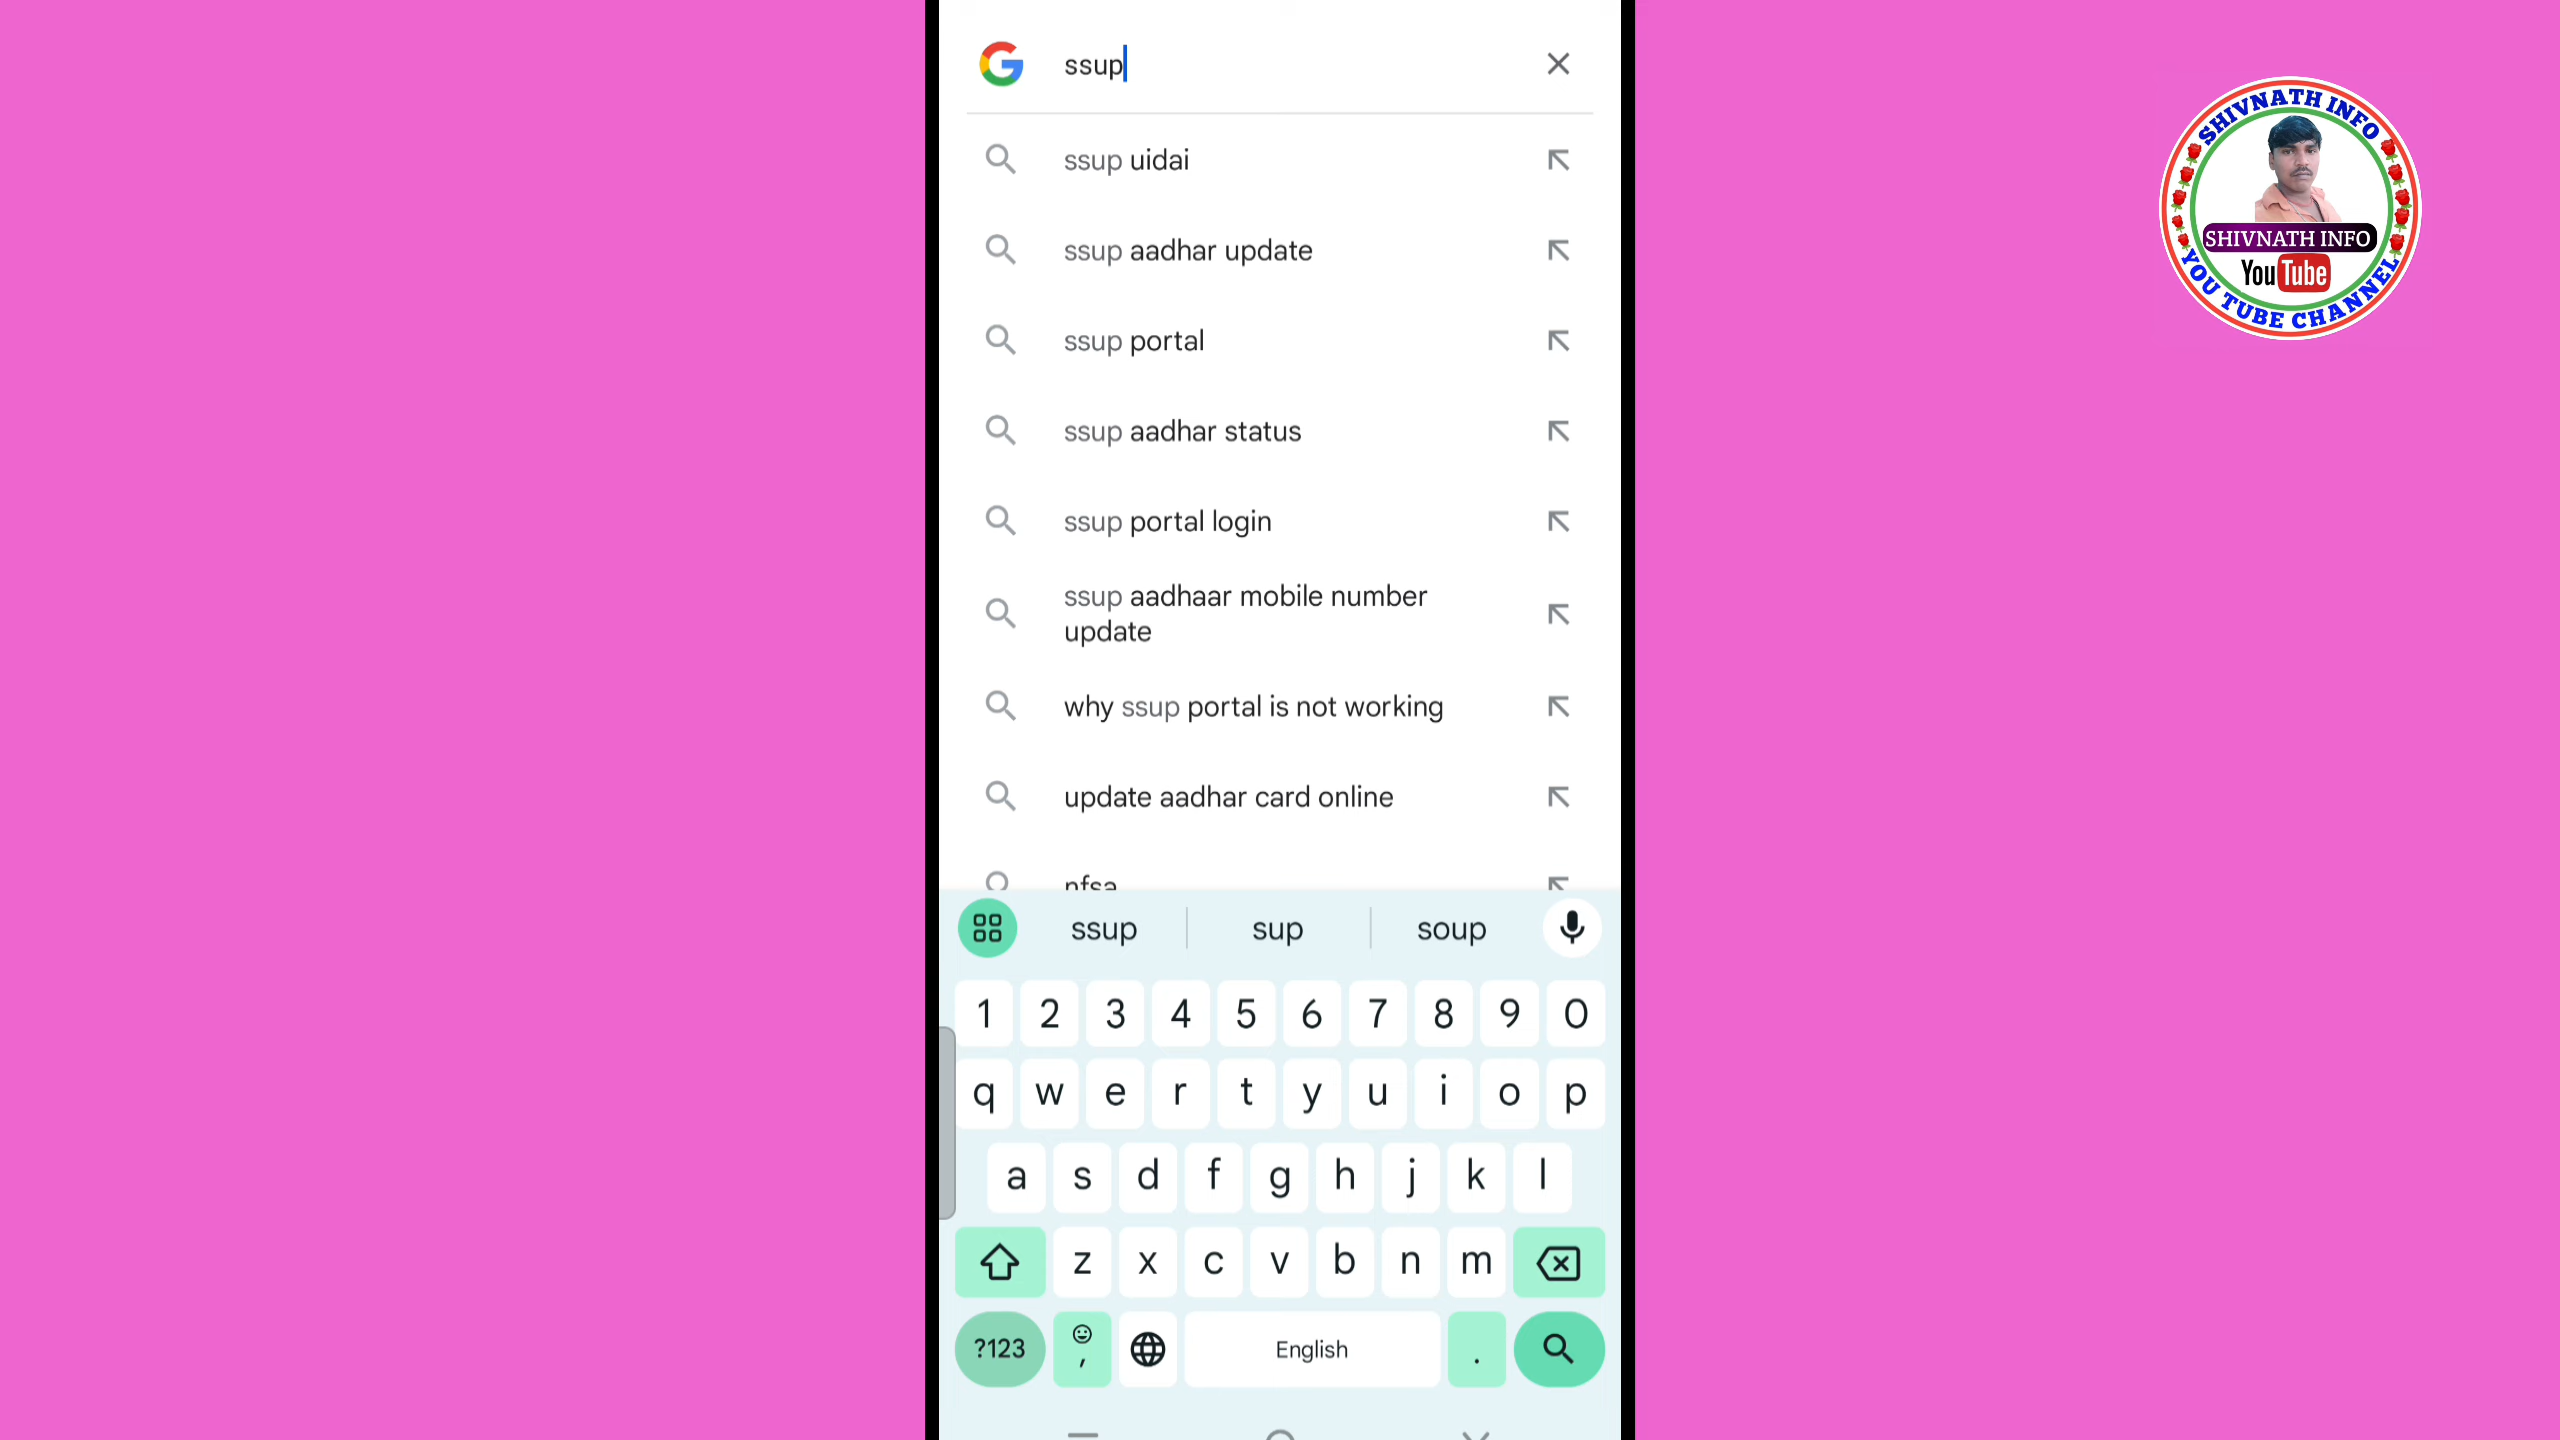 ssup
ssup uidai
ssup aadhar update
ssup portal
ssup aadhar status
ssup portal login
ssup aadhaar mobile number
update
why ssup portal is not working
update aadhar card online
nfsa
ssup sup soup
1 2 3 4 5 6 7 8 9 0
q w e r t y u i o p
a s d f g h j k l
z x c v b n m
?123 , English .
SHIVNATH INFO
SHIVNATH INFO
YouTube
YOU TUBE CHANNEL